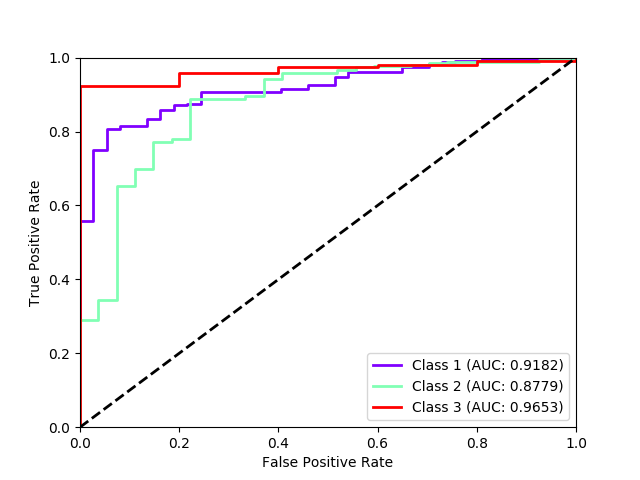 1.0
0.8
0.6
0.4
0.2
0.0
True Positive Rate
Class 1 (AUC: 0.9182)
Class 2 (AUC: 0.8779)
Class 3 (AUC: 0.9653)
0.0 0.2 0.4 0.6 0.8 1.0
False Positive Rate